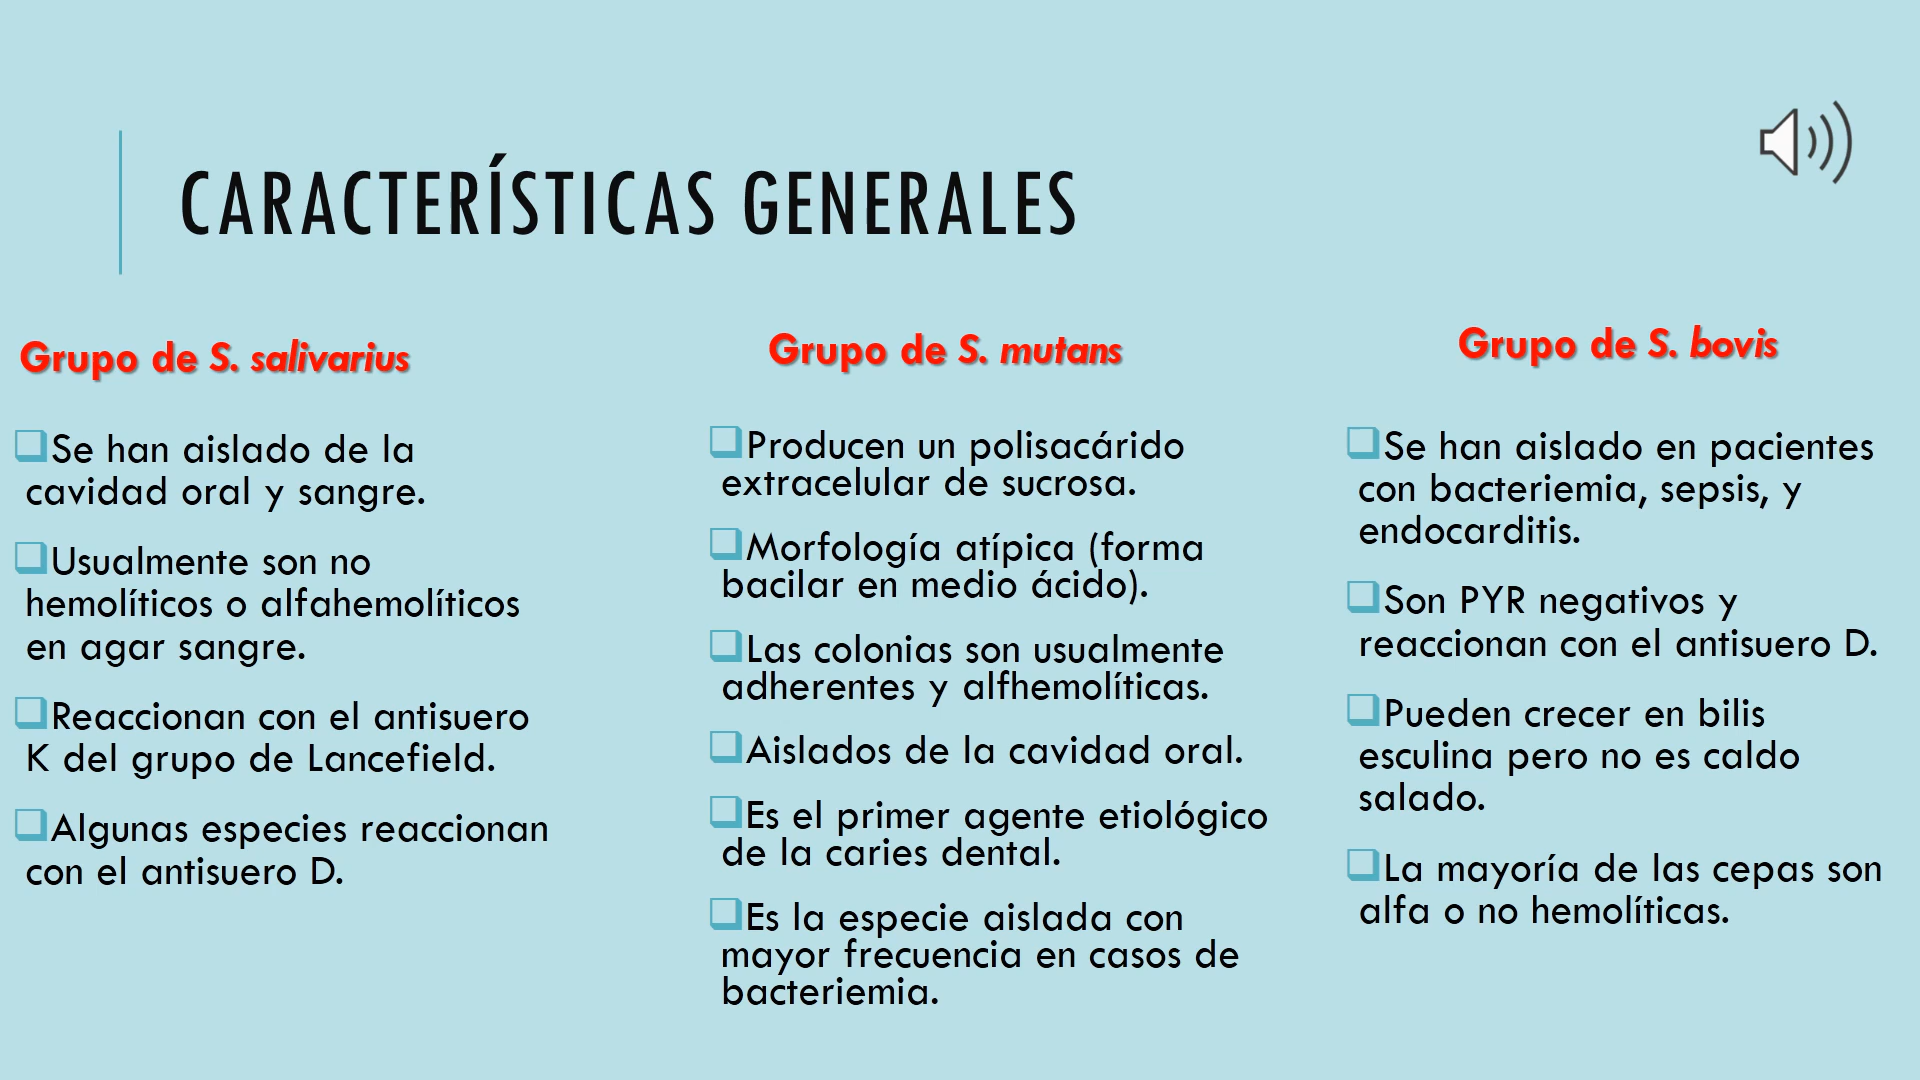 CARACTERÍSTICAS GENERALES
Grupo de S. salivarius
Se han aislado de la
cavidad oral y sangre.
Usualmente son no
hemolíticos o alfahemolíticos
en agar sangre.
Reaccionan con el antisuero
K del grupo de Lancefield.
Algunas especies reaccionan
con el antisuero D.
Grupo de S. mutans
Producen un polisacárido
extracelular de sucrosa.
Morfología atípica (forma
bacilar en medio ácido).
Las colonias son usualmente
adherentes y alfhemolíticas.
Aislados de la cavidad oral.
Es el primer agente etiológico
de la caries dental.
Es la especie aislada con
mayor frecuencia en casos de
bacteriemia.
Grupo de S. bovis
Se han aislado en pacientes
con bacteriemia, sepsis, y
endocarditis.
Son PYR negativos y
reaccionan con el antisuero D.
Pueden crecer en bilis
esculina pero no es caldo
salado.
La mayoría de las cepas son
alfa o no hemolíticas.